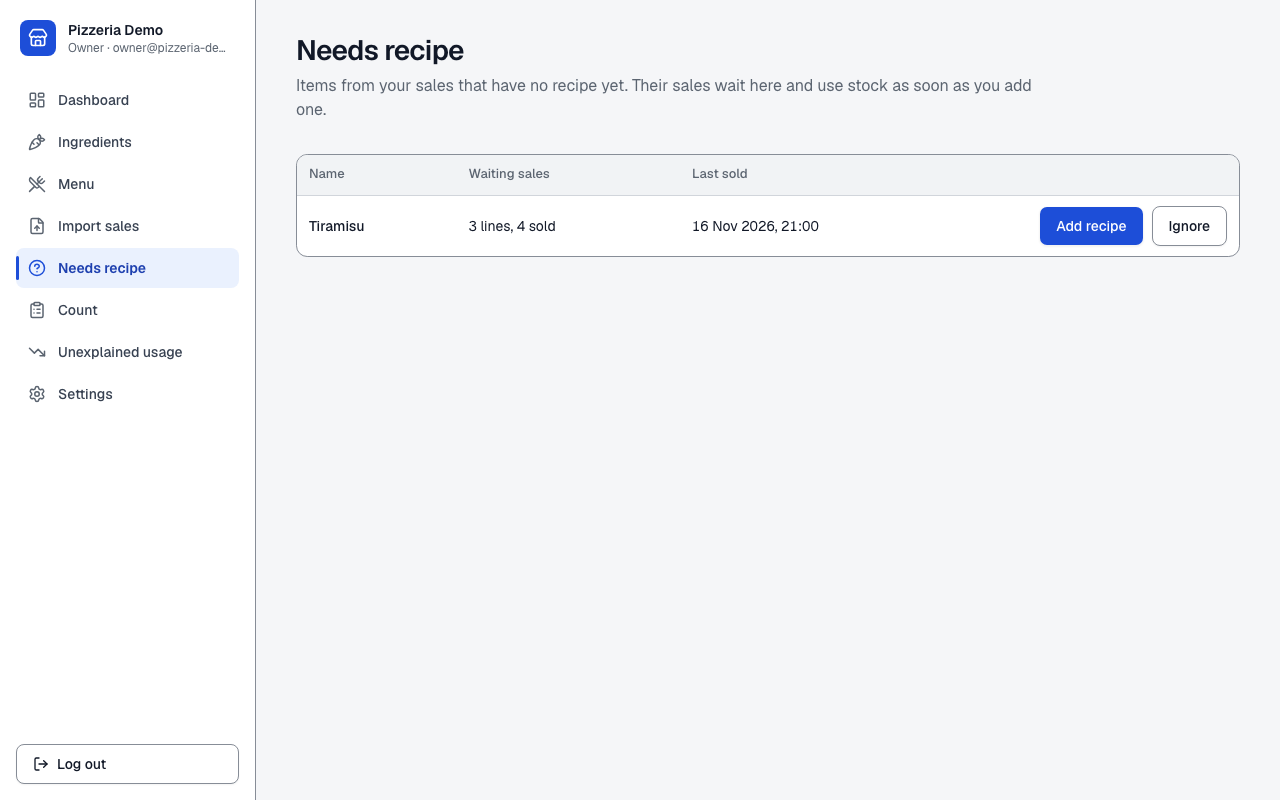 Pizzeria Demo
Owner · owner@pizzeria-de…
Dashboard
Ingredients
Menu
Import sales
Needs recipe
Count
Unexplained usage
Settings
Log out
Needs recipe
Items from your sales that have no recipe yet. Their sales wait here and use stock as soon as you add
one.
Name Waiting sales Last sold
Tiramisu 3 lines, 4 sold 16 Nov 2026, 21:00 Add recipe Ignore